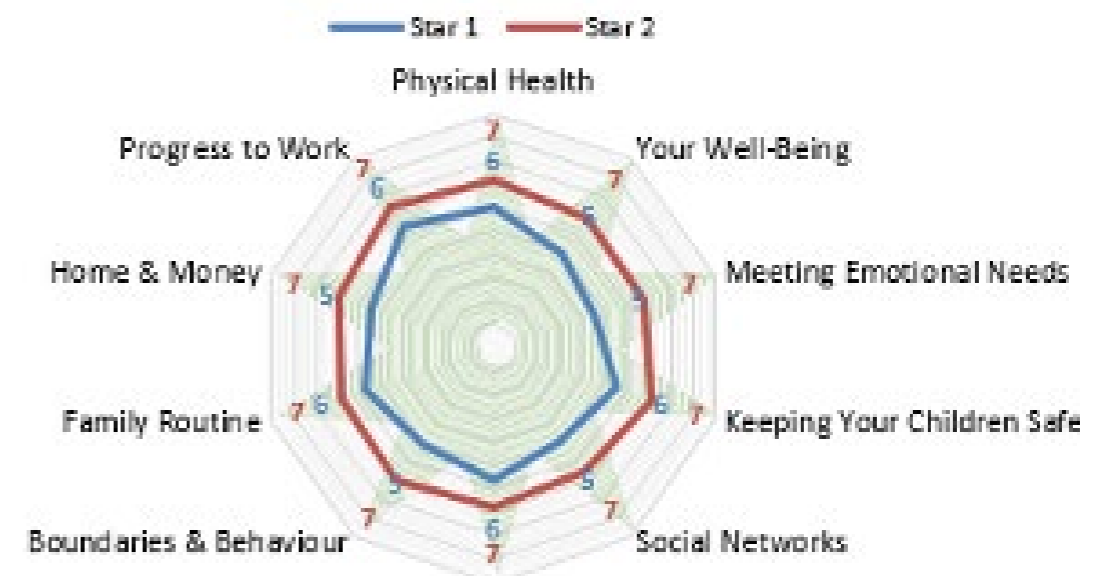 Star 1 Star 2
Physical Health
7
6
Progress to Work
7
6
Your Well-Being
7
5
Home & Money
7
5
Meeting Emotional Needs
7
5
Family Routine
7
6
Keeping Your Children Safe
7
6
Boundaries & Behaviour
7
5
Social Networks
7
5
6
7